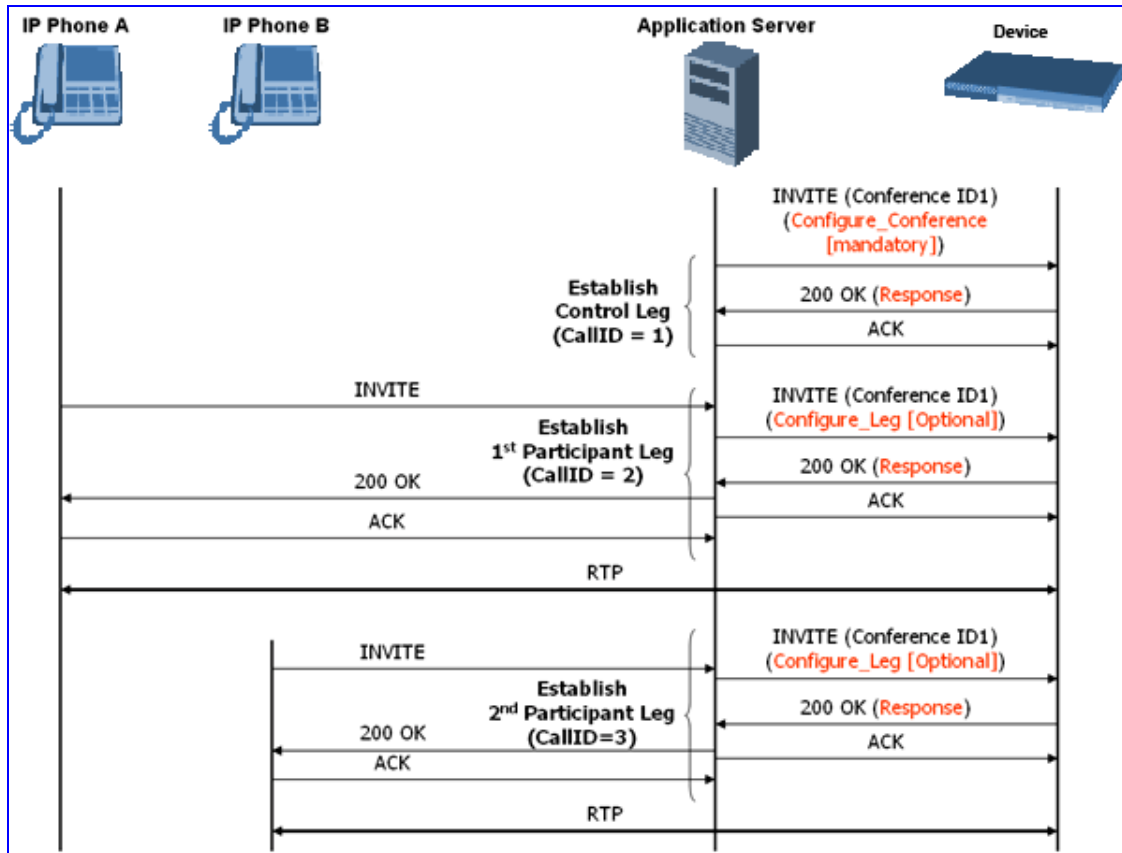 IP Phone A
IP Phone B
Application Server
Device
INVITE (Conference ID1)
(Configure_Conference
[mandatory])
Establish
Control Leg
(CallID = 1)
200 OK (Response)
ACK
INVITE
INVITE (Conference ID1)
(Configure_Leg [Optional])
Establish
1st Participant Leg
(CallID = 2)
200 OK (Response)
200 OK
ACK
ACK
RTP
INVITE
INVITE (Conference ID1)
(Configure_Leg [Optional])
Establish
2nd Participant Leg
(CallID=3)
200 OK (Response)
200 OK
ACK
ACK
RTP